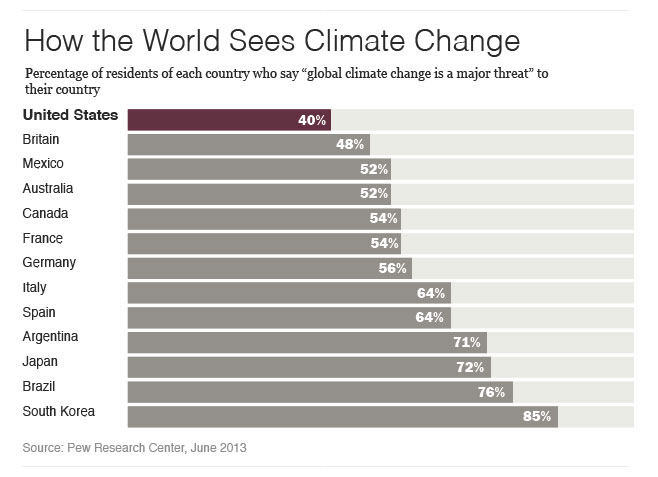 How the World Sees Climate Change
Percentage of residents of each country who say “global climate change is a major threat” to
their country
United States 40%
Britain 48%
Mexico 52%
Australia 52%
Canada 54%
France 54%
Germany 56%
Italy 64%
Spain 64%
Argentina 71%
Japan 72%
Brazil 76%
South Korea 85%
Source: Pew Research Center, June 2013